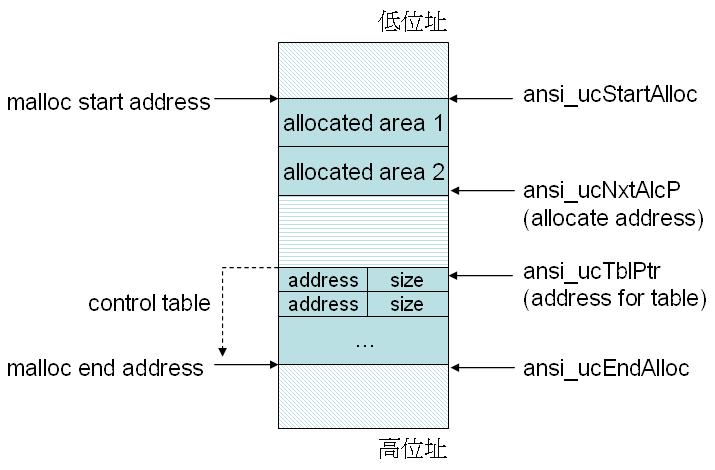 低位址
malloc start address
ansi_ucStartAlloc
allocated area 1
allocated area 2
ansi_ucNxtAlcP
(allocate address)
ansi_ucTblPtr
(address for table)
address size
address size
control table
...
malloc end address
ansi_ucEndAlloc
高位址